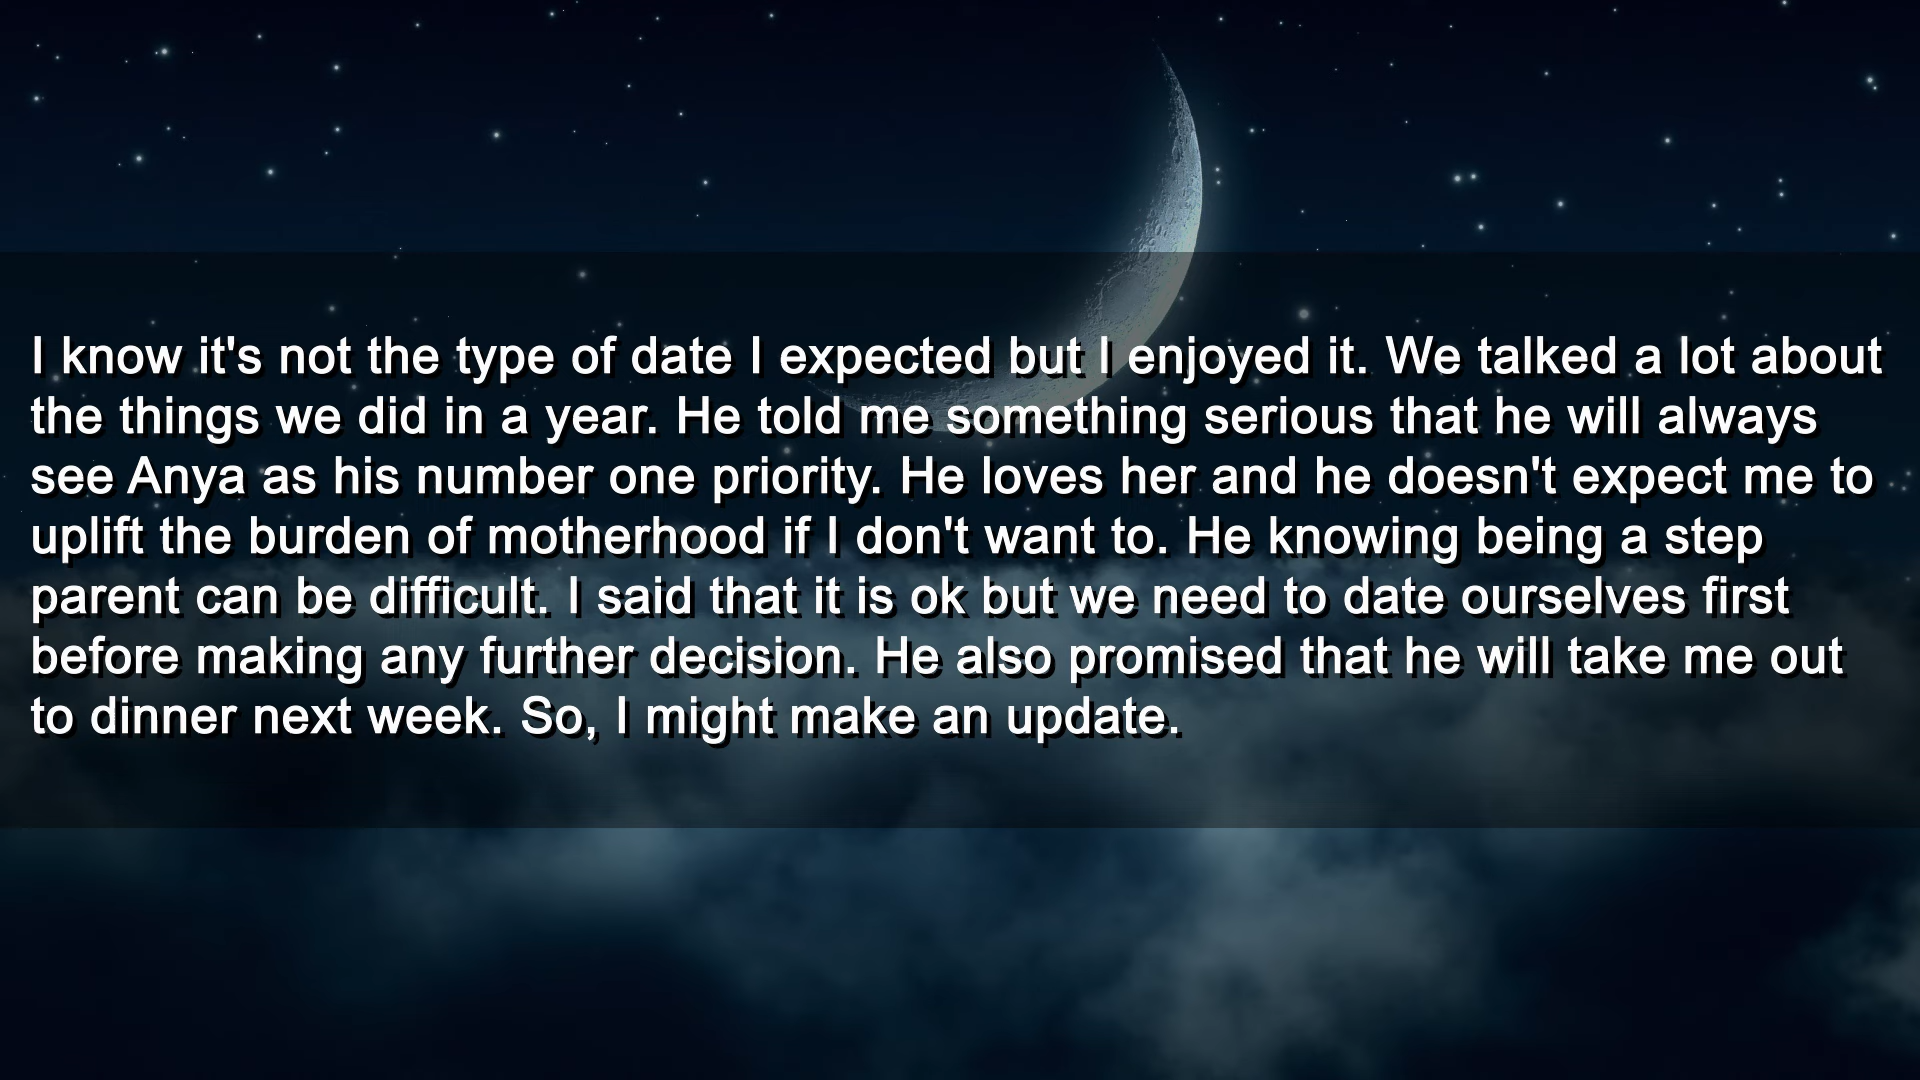 I know it's not the type of date I expected but I enjoyed it. We talked a lot about
the things we did in a year. He told me something serious that he will always
see Anya as his number one priority. He loves her and he doesn't expect me to
uplift the burden of motherhood if I don't want to. He knowing being a step
parent can be difficult. I said that it is ok but we need to date ourselves first
before making any further decision. He also promised that he will take me out
to dinner next week. So, I might make an update.